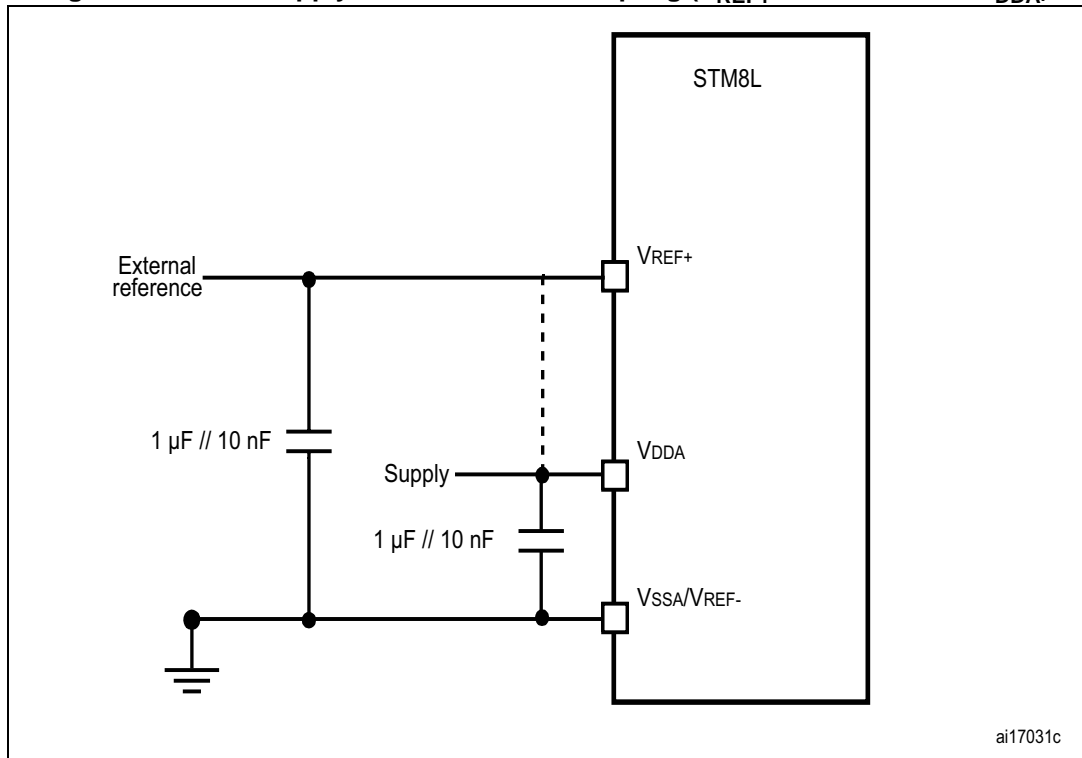 STM8L
VREF+
External
reference
1 µF // 10 nF
VDDA
Supply
1 µF // 10 nF
VSSA/VREF-
ai17031c